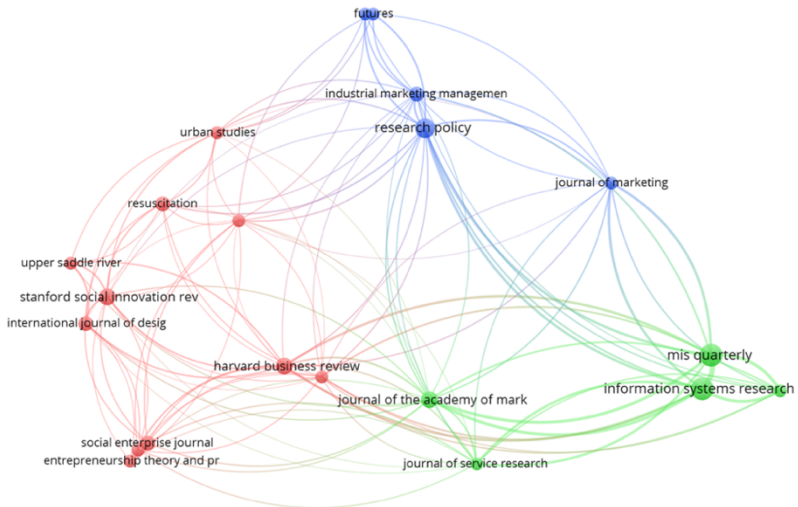 futures
industrial marketing managemen
research policy
urban studies
journal of marketing
resuscitation
upper saddle river
stanford social innovation rev
international journal of desig
mis quarterly
harvard business review
information systems research
journal of the academy of mark
social enterprise journal
entrepreneurship theory and pr
journal of service research